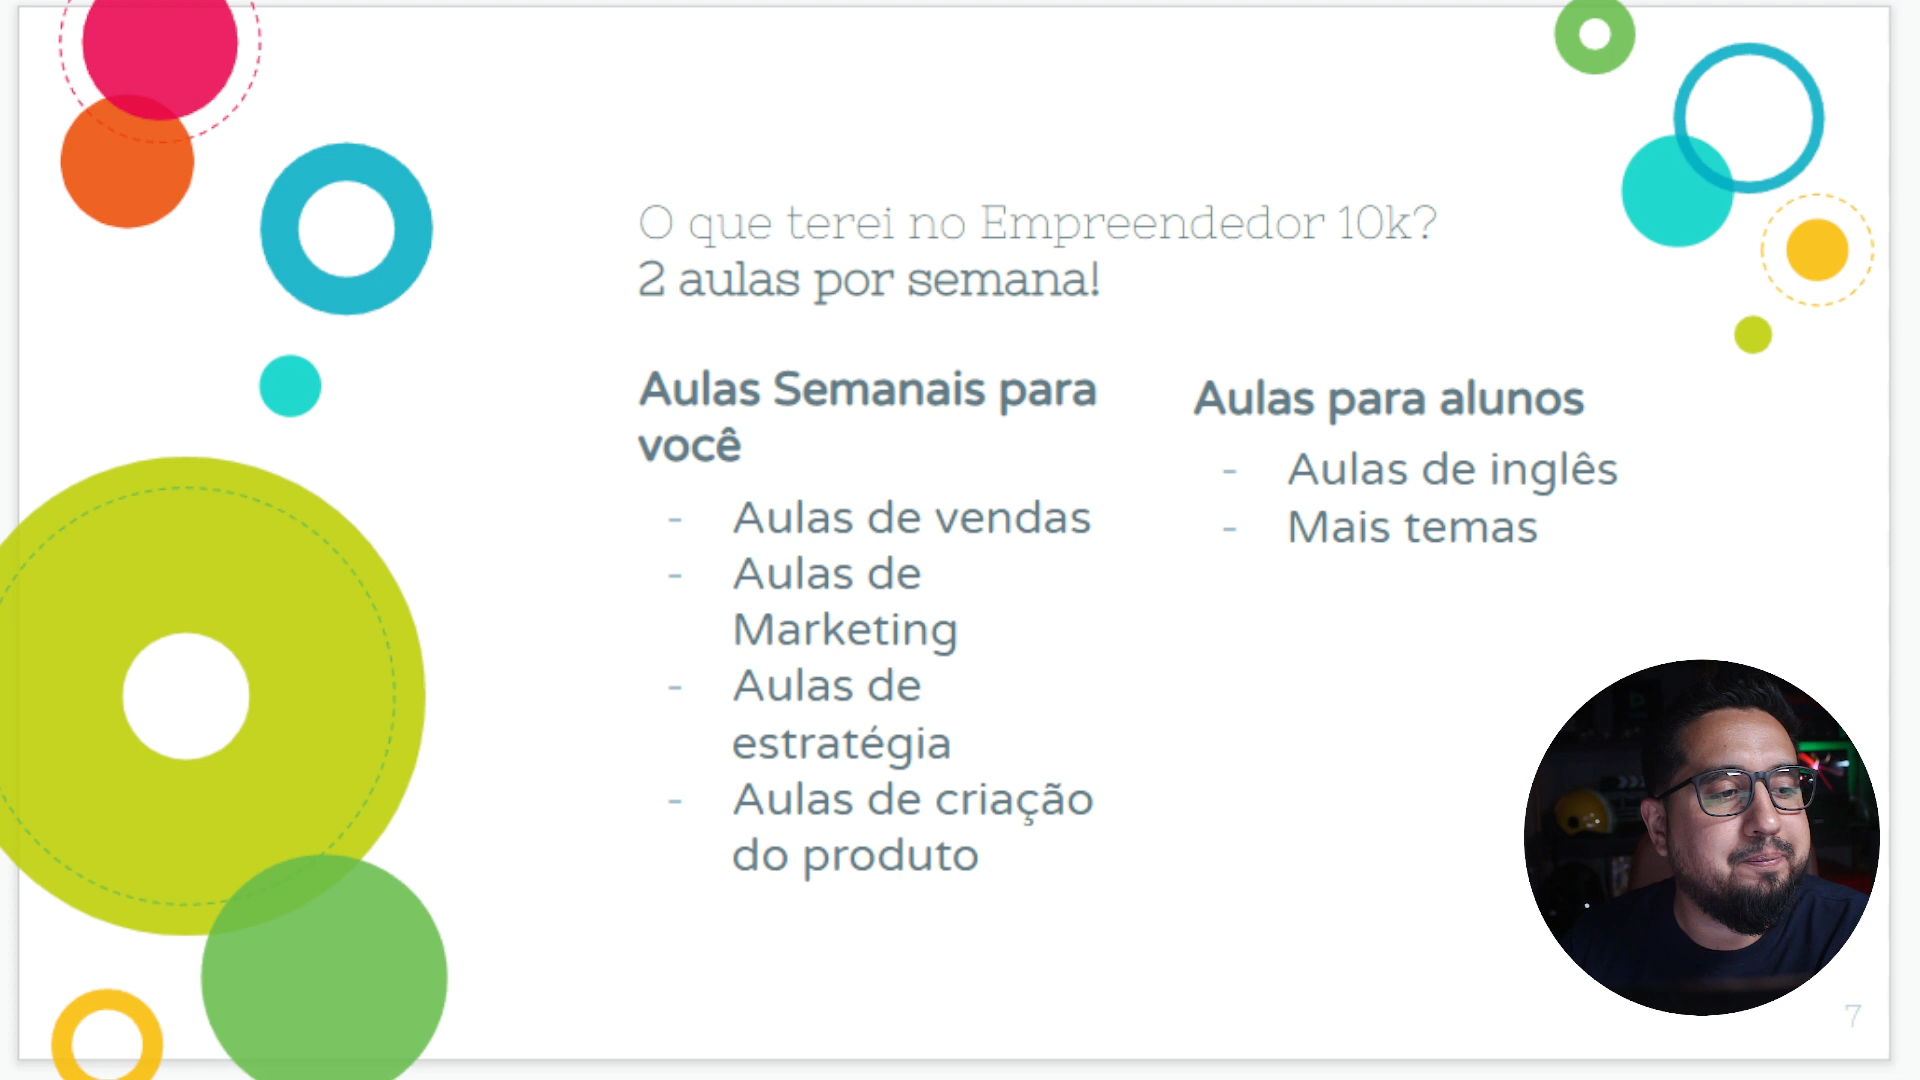 O que terei no Empreendedor 10k?
2 aulas por semana!
Aulas Semanais para
você
- Aulas de vendas
- Aulas de
Marketing
- Aulas de
estratégia
- Aulas de criação
do produto
Aulas para alunos
- Aulas de inglês
- Mais temas
7